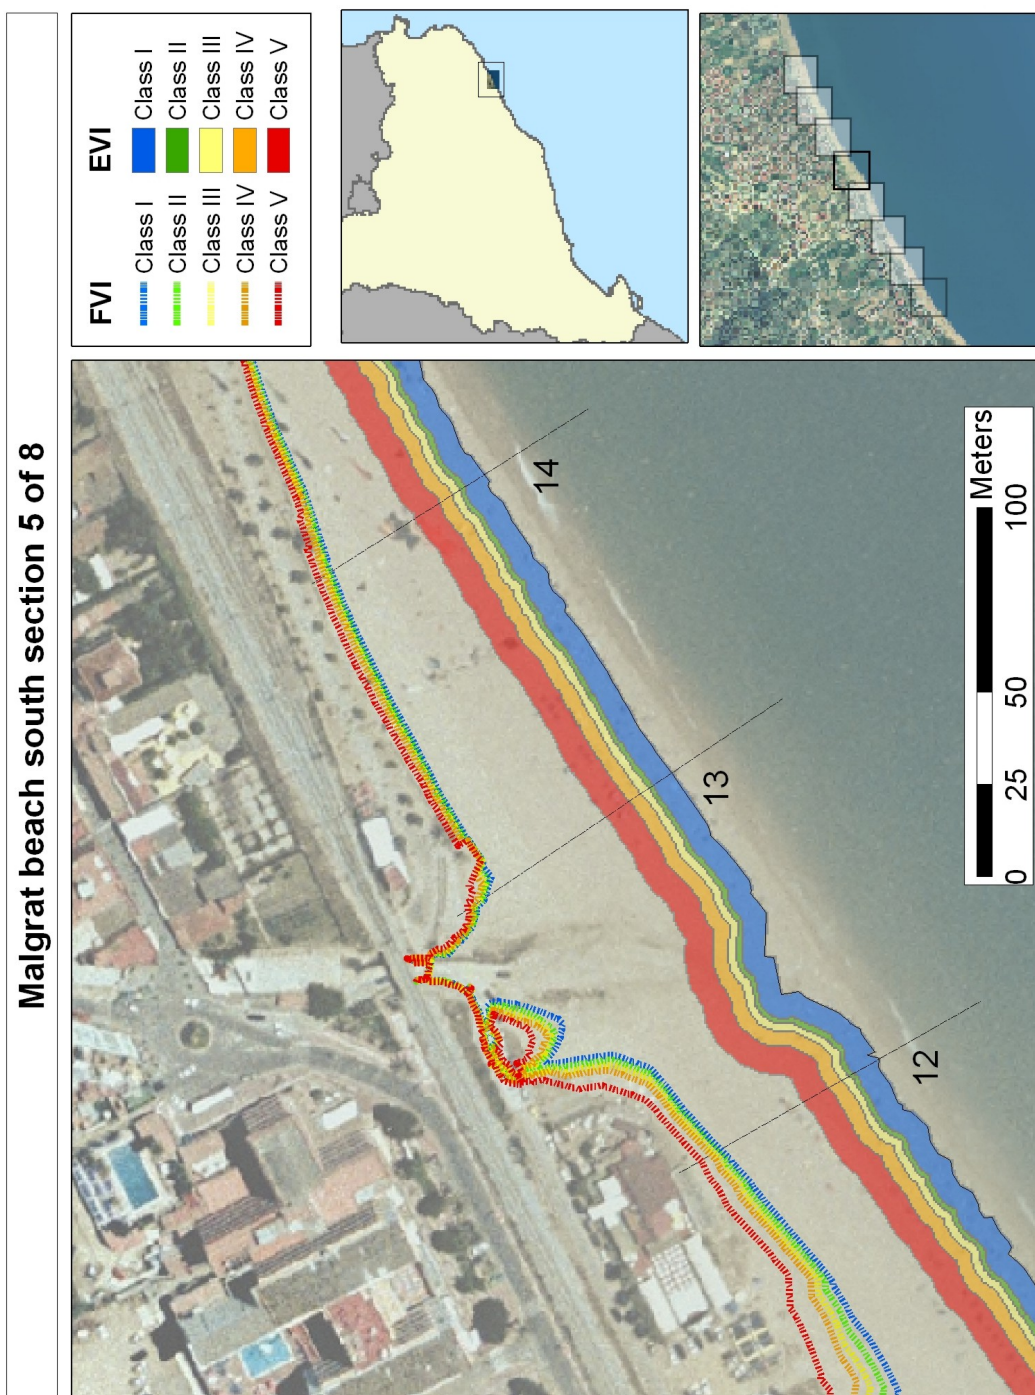 Malgrat beach south section 5 of 8
FVI
EVI
Class I
Class I
Class II
Class II
Class III
Class III
Class IV
Class IV
Class V
Class V
14
13
12
0
25
50
100
Meters